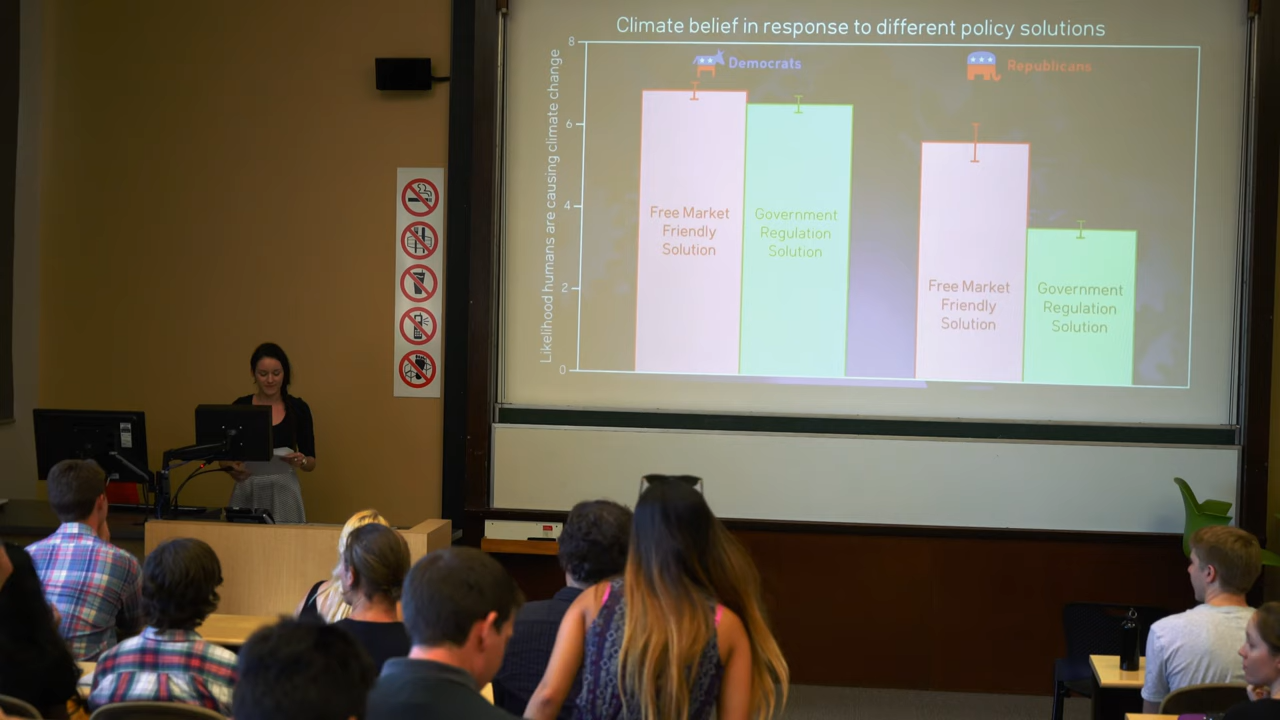 Climate belief in response to different policy solutions
Likelihood humans are causing climate change
8
6
4
2
0
Democrats
Republicans
Free Market
Friendly
Solution
Government
Regulation
Solution
Free Market
Friendly
Solution
Government
Regulation
Solution